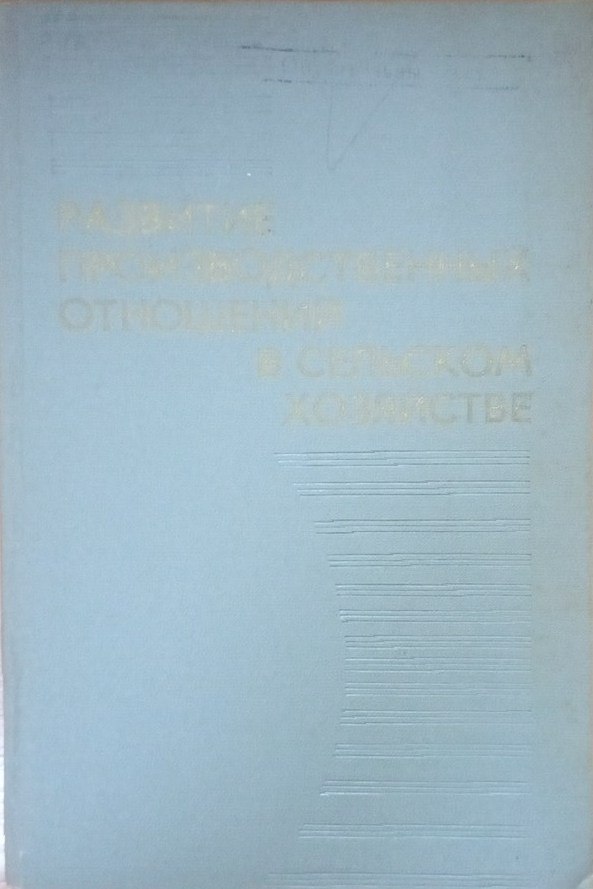 РАЗВИТИЕ
ПРОИЗВОДСТВЕННЫХ
ОТНОШЕНИЙ
В СЕЛЬСКОМ
ХОЗЯЙСТВЕ